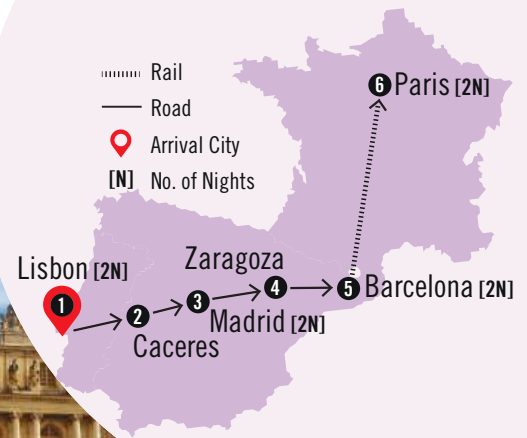 Rail
Road
Arrival City
[N] No. of Nights
6 Paris [2N]
Lisbon [2N]
1
2
Caceres
3
Madrid [2N]
Zaragoza
4
5 Barcelona [2N]